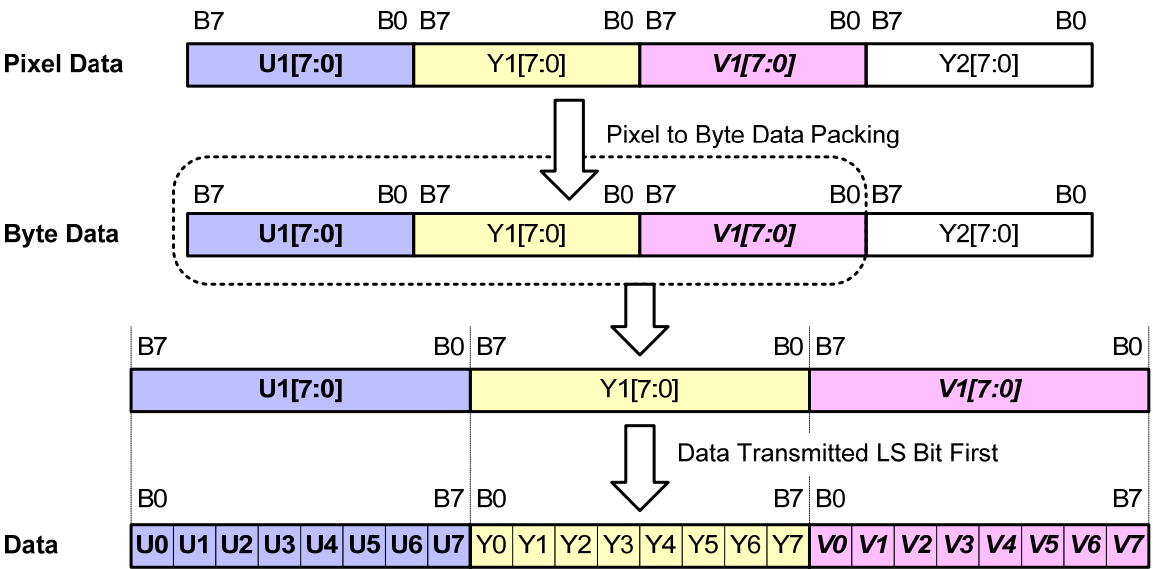 B7 B0 B7 B0 B7 B0 B7 B0
Pixel Data U1[7:0] Y1[7:0] V1[7:0] Y2[7:0]
Pixel to Byte Data Packing
B7 B0 B7 B0 B7 B0 B7 B0
Byte Data U1[7:0] Y1[7:0] V1[7:0] Y2[7:0]
B7 B0 B7 B0 B7 B0
U1[7:0] Y1[7:0] V1[7:0]
Data Transmitted LS Bit First
B0 B7 B0 B7 B0 B7
Data U0 U1 U2 U3 U4 U5 U6 U7 Y0 Y1 Y2 Y3 Y4 Y5 Y6 Y7 V0 V1 V2 V3 V4 V5 V6 V7